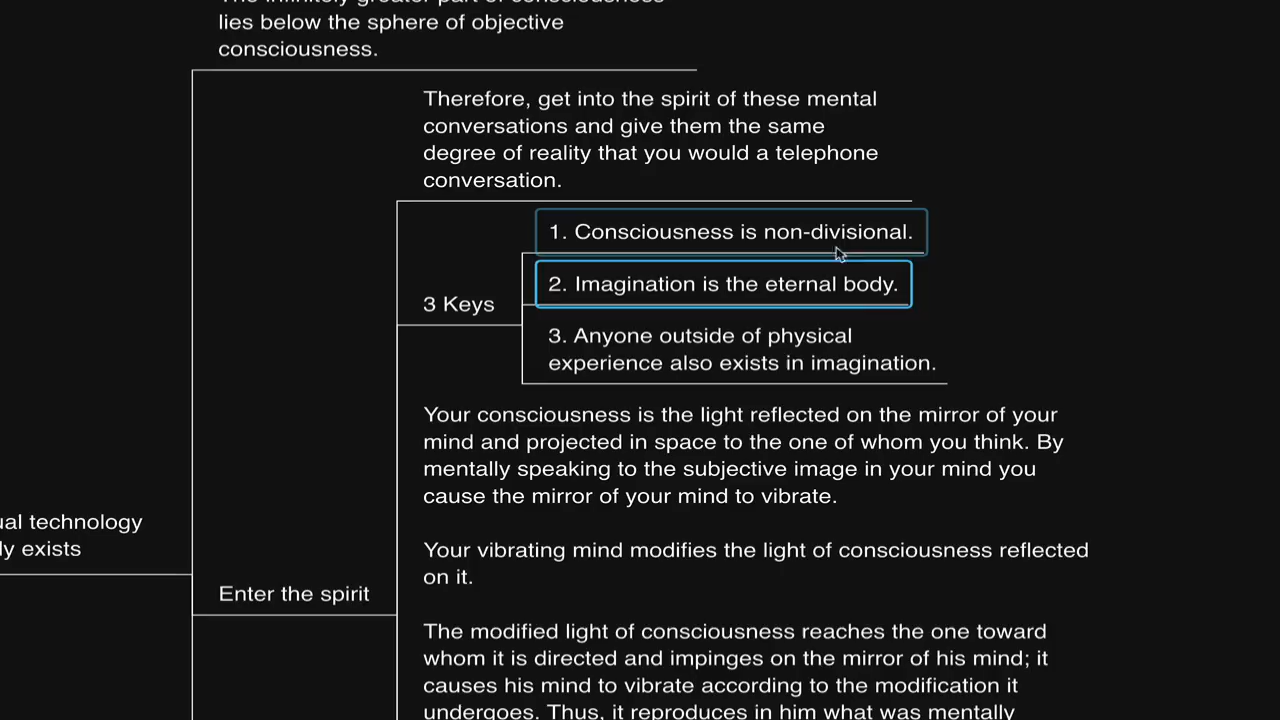 The infinitely greater part of consciousness
lies below the sphere of objective
consciousness.
Therefore, get into the spirit of these mental
conversations and give them the same
degree of reality that you would a telephone
conversation.
1. Consciousness is non-divisional.
2. Imagination is the eternal body.
3 Keys
3. Anyone outside of physical
experience also exists in imagination.
Your consciousness is the light reflected on the mirror of your
mind and projected in space to the one of whom you think. By
mentally speaking to the subjective image in your mind you
cause the mirror of your mind to vibrate.
ual technology
ly exists
Your vibrating mind modifies the light of consciousness reflected
on it.
Enter the spirit
The modified light of consciousness reaches the one toward
whom it is directed and impinges on the mirror of his mind; it
causes his mind to vibrate according to the modification it
undergoes. Thus, it reproduces in him what was mentally